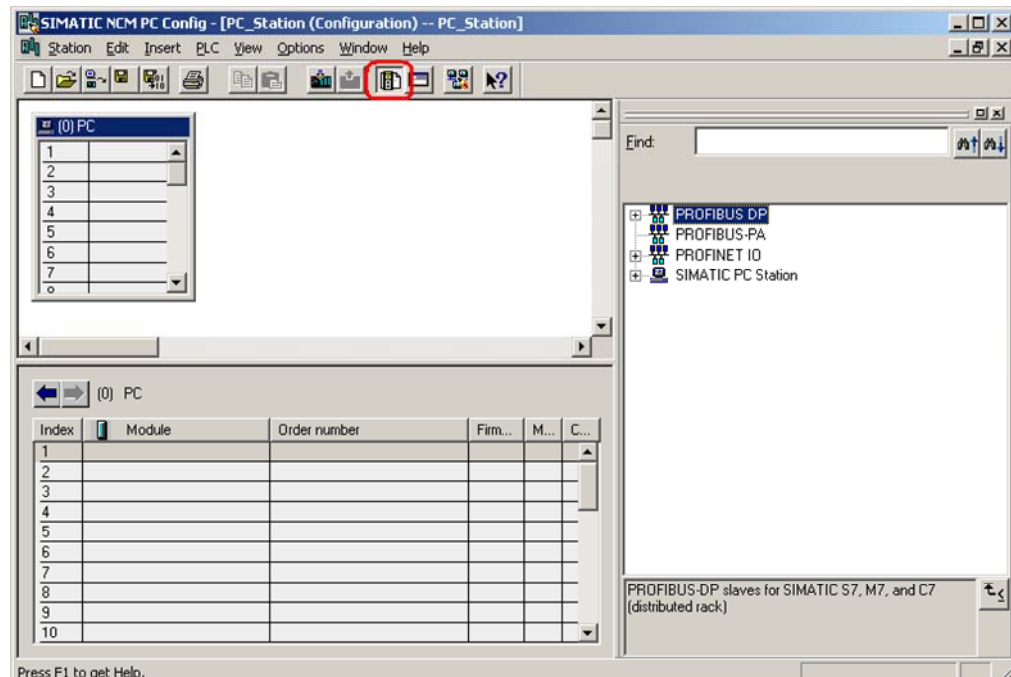 SIMATIC NCM PC Config - [PC_Station (Configuration) -- PC_Station]
Station Edit Insert PLC View Options Window Help
(0) PC
1
2
3
4
5
6
7
Find:
PROFIBUS DP
PROFIBUS-PA
PROFINET IO
SIMATIC PC Station
(0) PC
Index Module Order number Firm... M... C...
1
2
3
4
5
6
7
8
9
10
PROFIBUS-DP slaves for SIMATIC S7, M7, and C7
(distributed rack)
Press F1 to get Help.